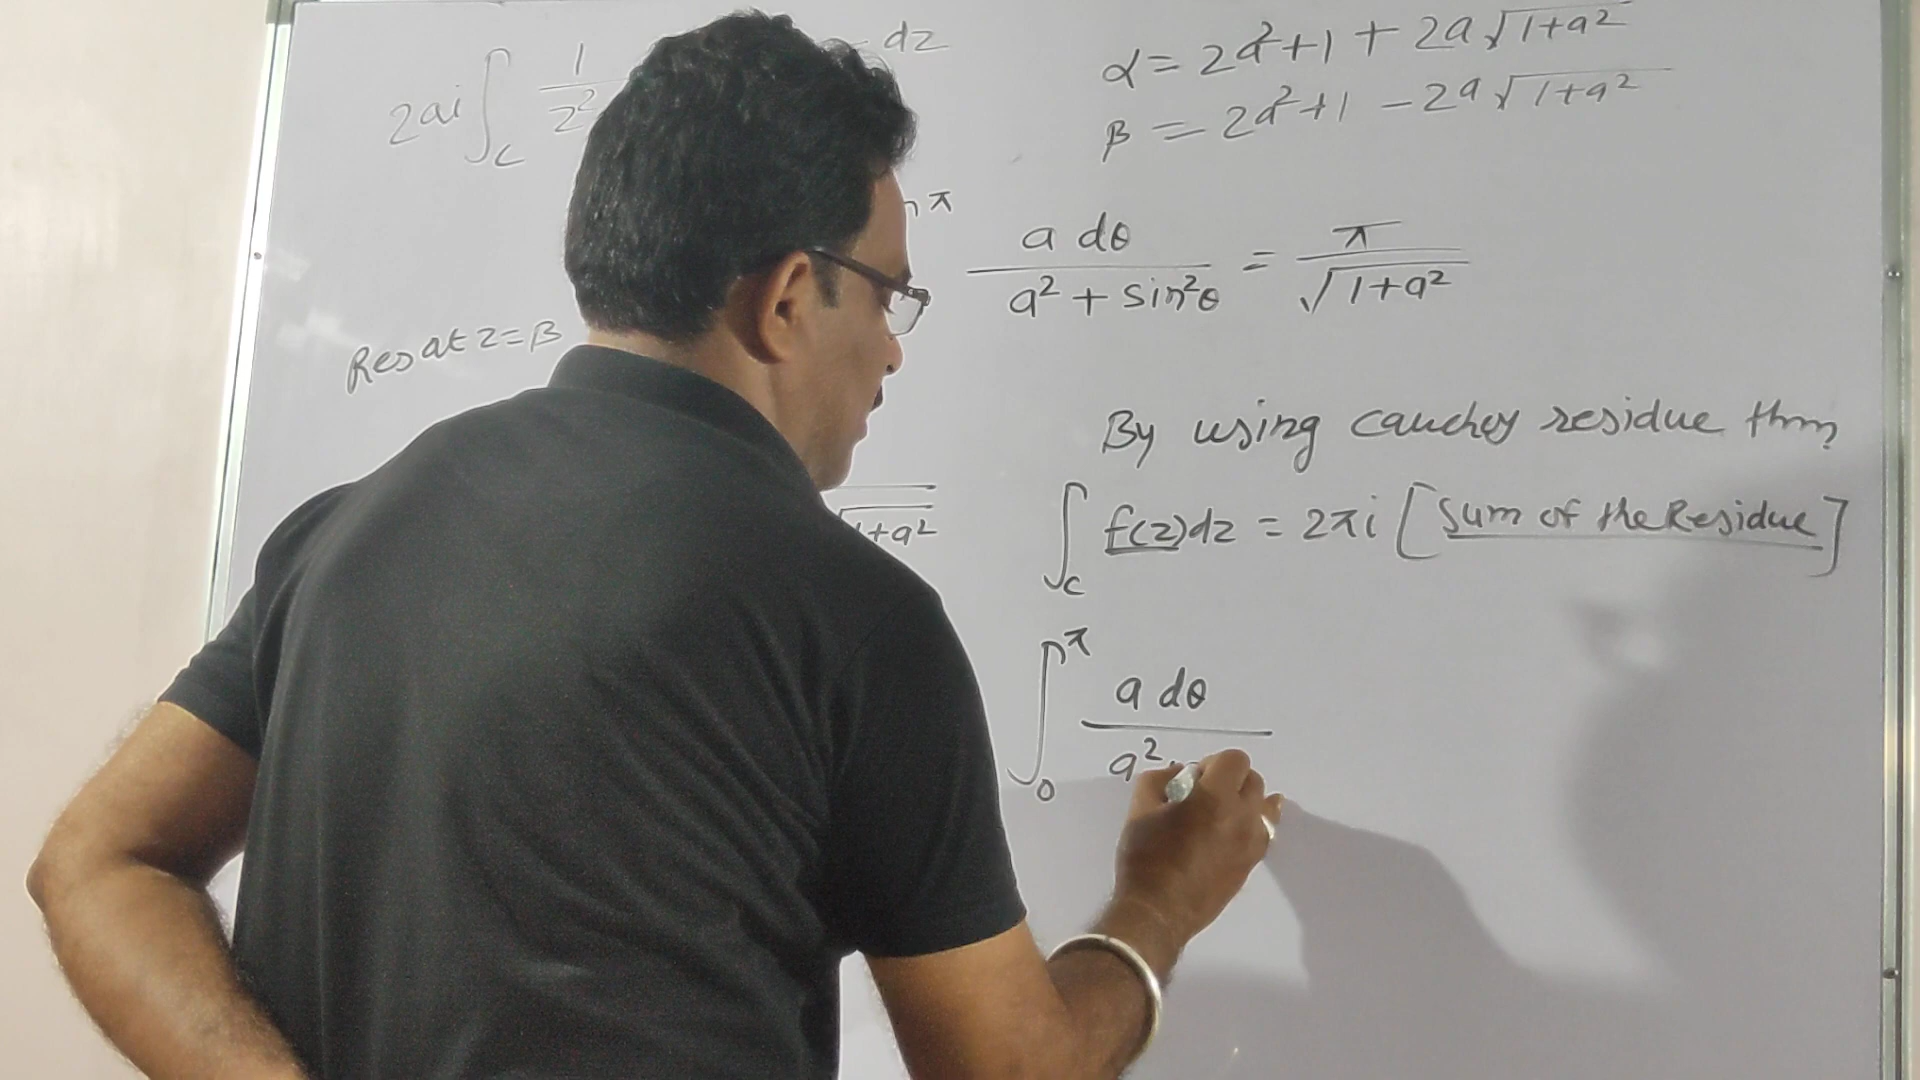 2ai ∫_C 1/z² dz
α = 2a²+1 + 2a √1+a²
β = 2a²+1 - 2a √1+a²
π a dθ / a² + sin²θ = π / √1+a²
Res at z=β
√1+a²
By using cauchey residue thm
∫_C f(z)dz = 2πi [Sum of the Residue]
∫_0^π a dθ / a²